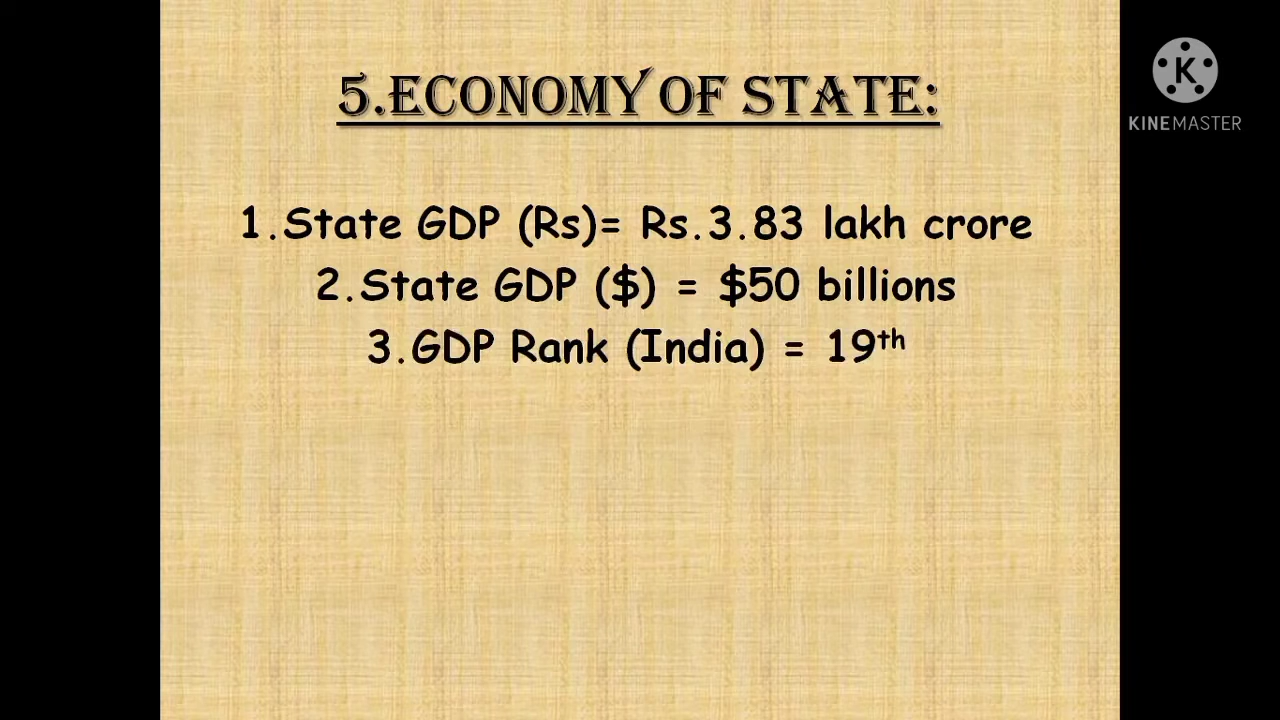 5.ECONOMY OF STATE:
K
KINEMASTER
1.State GDP (Rs)= Rs.3.83 lakh crore
2.State GDP ($) = $50 billions
3.GDP Rank (India) = 19th